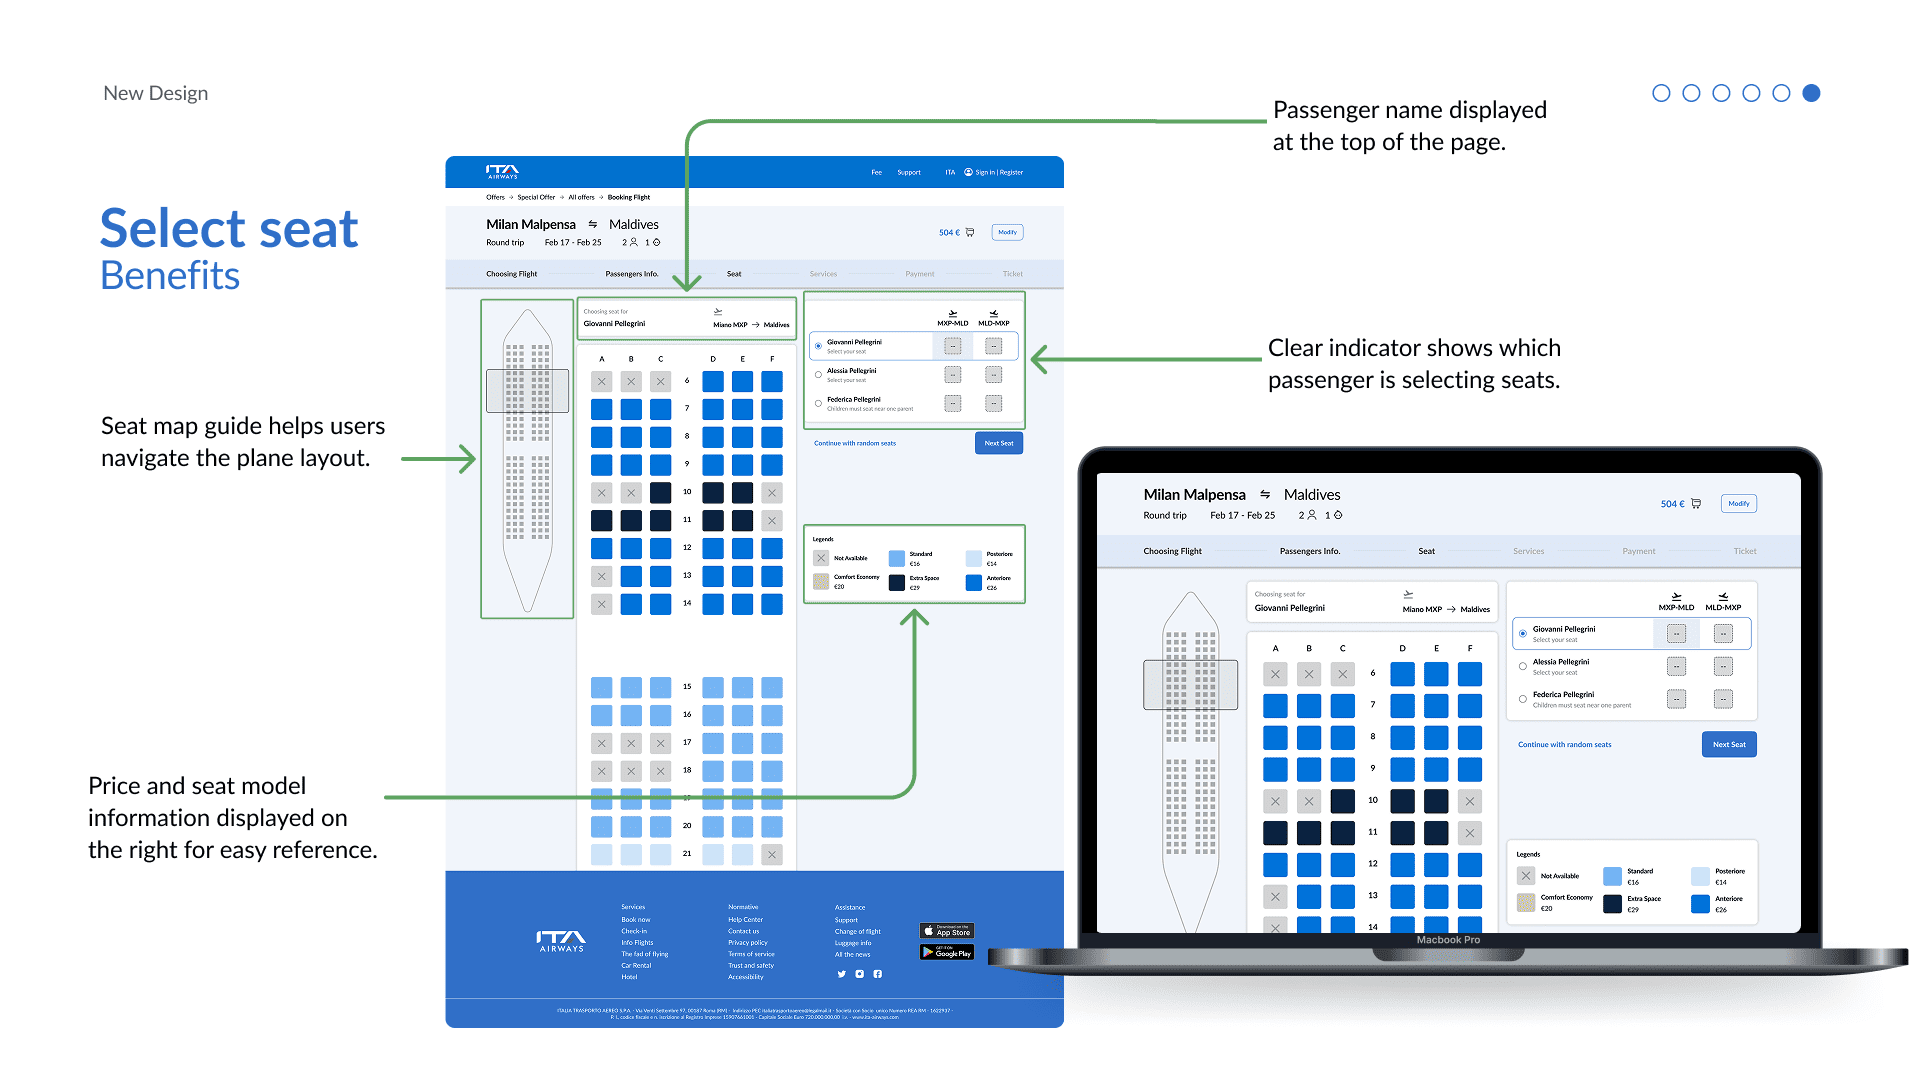 New Design
Select seat
Benefits
Passenger name displayed
at the top of the page.
Clear indicator shows which
passenger is selecting seats.
Seat map guide helps users
navigate the plane layout.
Price and seat model
information displayed on
the right for easy reference.
ITA
AIRWAYS
Fee Support ITA Sign in | Register
Offers → Special Offer → All offers → Booking Flight
Milan Malpensa ⇋ Maldives
Round trip Feb 17 - Feb 25 2 1
504 € Modify
Choosing Flight Passengers Info. Seat Services Payment Ticket
Choosing seat for
Giovanni Pellegrini Miano MXP → Maldives
A B C D E F
6
7
8
9
10
11
12
13
14
15
16
17
18
19
20
21
MXP-MLD MLD-MXP
Giovanni Pellegrini
Select your seat
-- --
Alessia Pellegrini
Select your seat
-- --
Federica Pellegrini
Children must seat near one parent
-- --
Continue with random seats Next Seat
Legends
Not Available
Standard
€16
Posteriore
€14
Comfort Economy
€20
Extra Space
€29
Anteriore
€26
ITA
AIRWAYS
Services
Book now
Check-in
Info Flights
The fad of flying
Car Rental
Hotel
Normative
Help Center
Contact us
Privacy policy
Terms of service
Trust and safety
Accessibility
Assistance
Support
Change of flight
Luggage info
All the news
Download on the
App Store
GET IT ON
Google Play
Milan Malpensa ⇋ Maldives
Round trip Feb 17 - Feb 25 2 1
504 € Modify
Choosing Flight Passengers Info. Seat Services Payment Ticket
Choosing seat for
Giovanni Pellegrini Miano MXP → Maldives
A B C D E F
6
7
8
9
10
11
12
13
14
MXP-MLD MLD-MXP
Giovanni Pellegrini
Select your seat
-- --
Alessia Pellegrini
Select your seat
-- --
Federica Pellegrini
Children must seat near one parent
-- --
Continue with random seats Next Seat
Legends
Not Available
Standard
€16
Posteriore
€14
Comfort Economy
€20
Extra Space
€29
Anteriore
€26
Macbook Pro